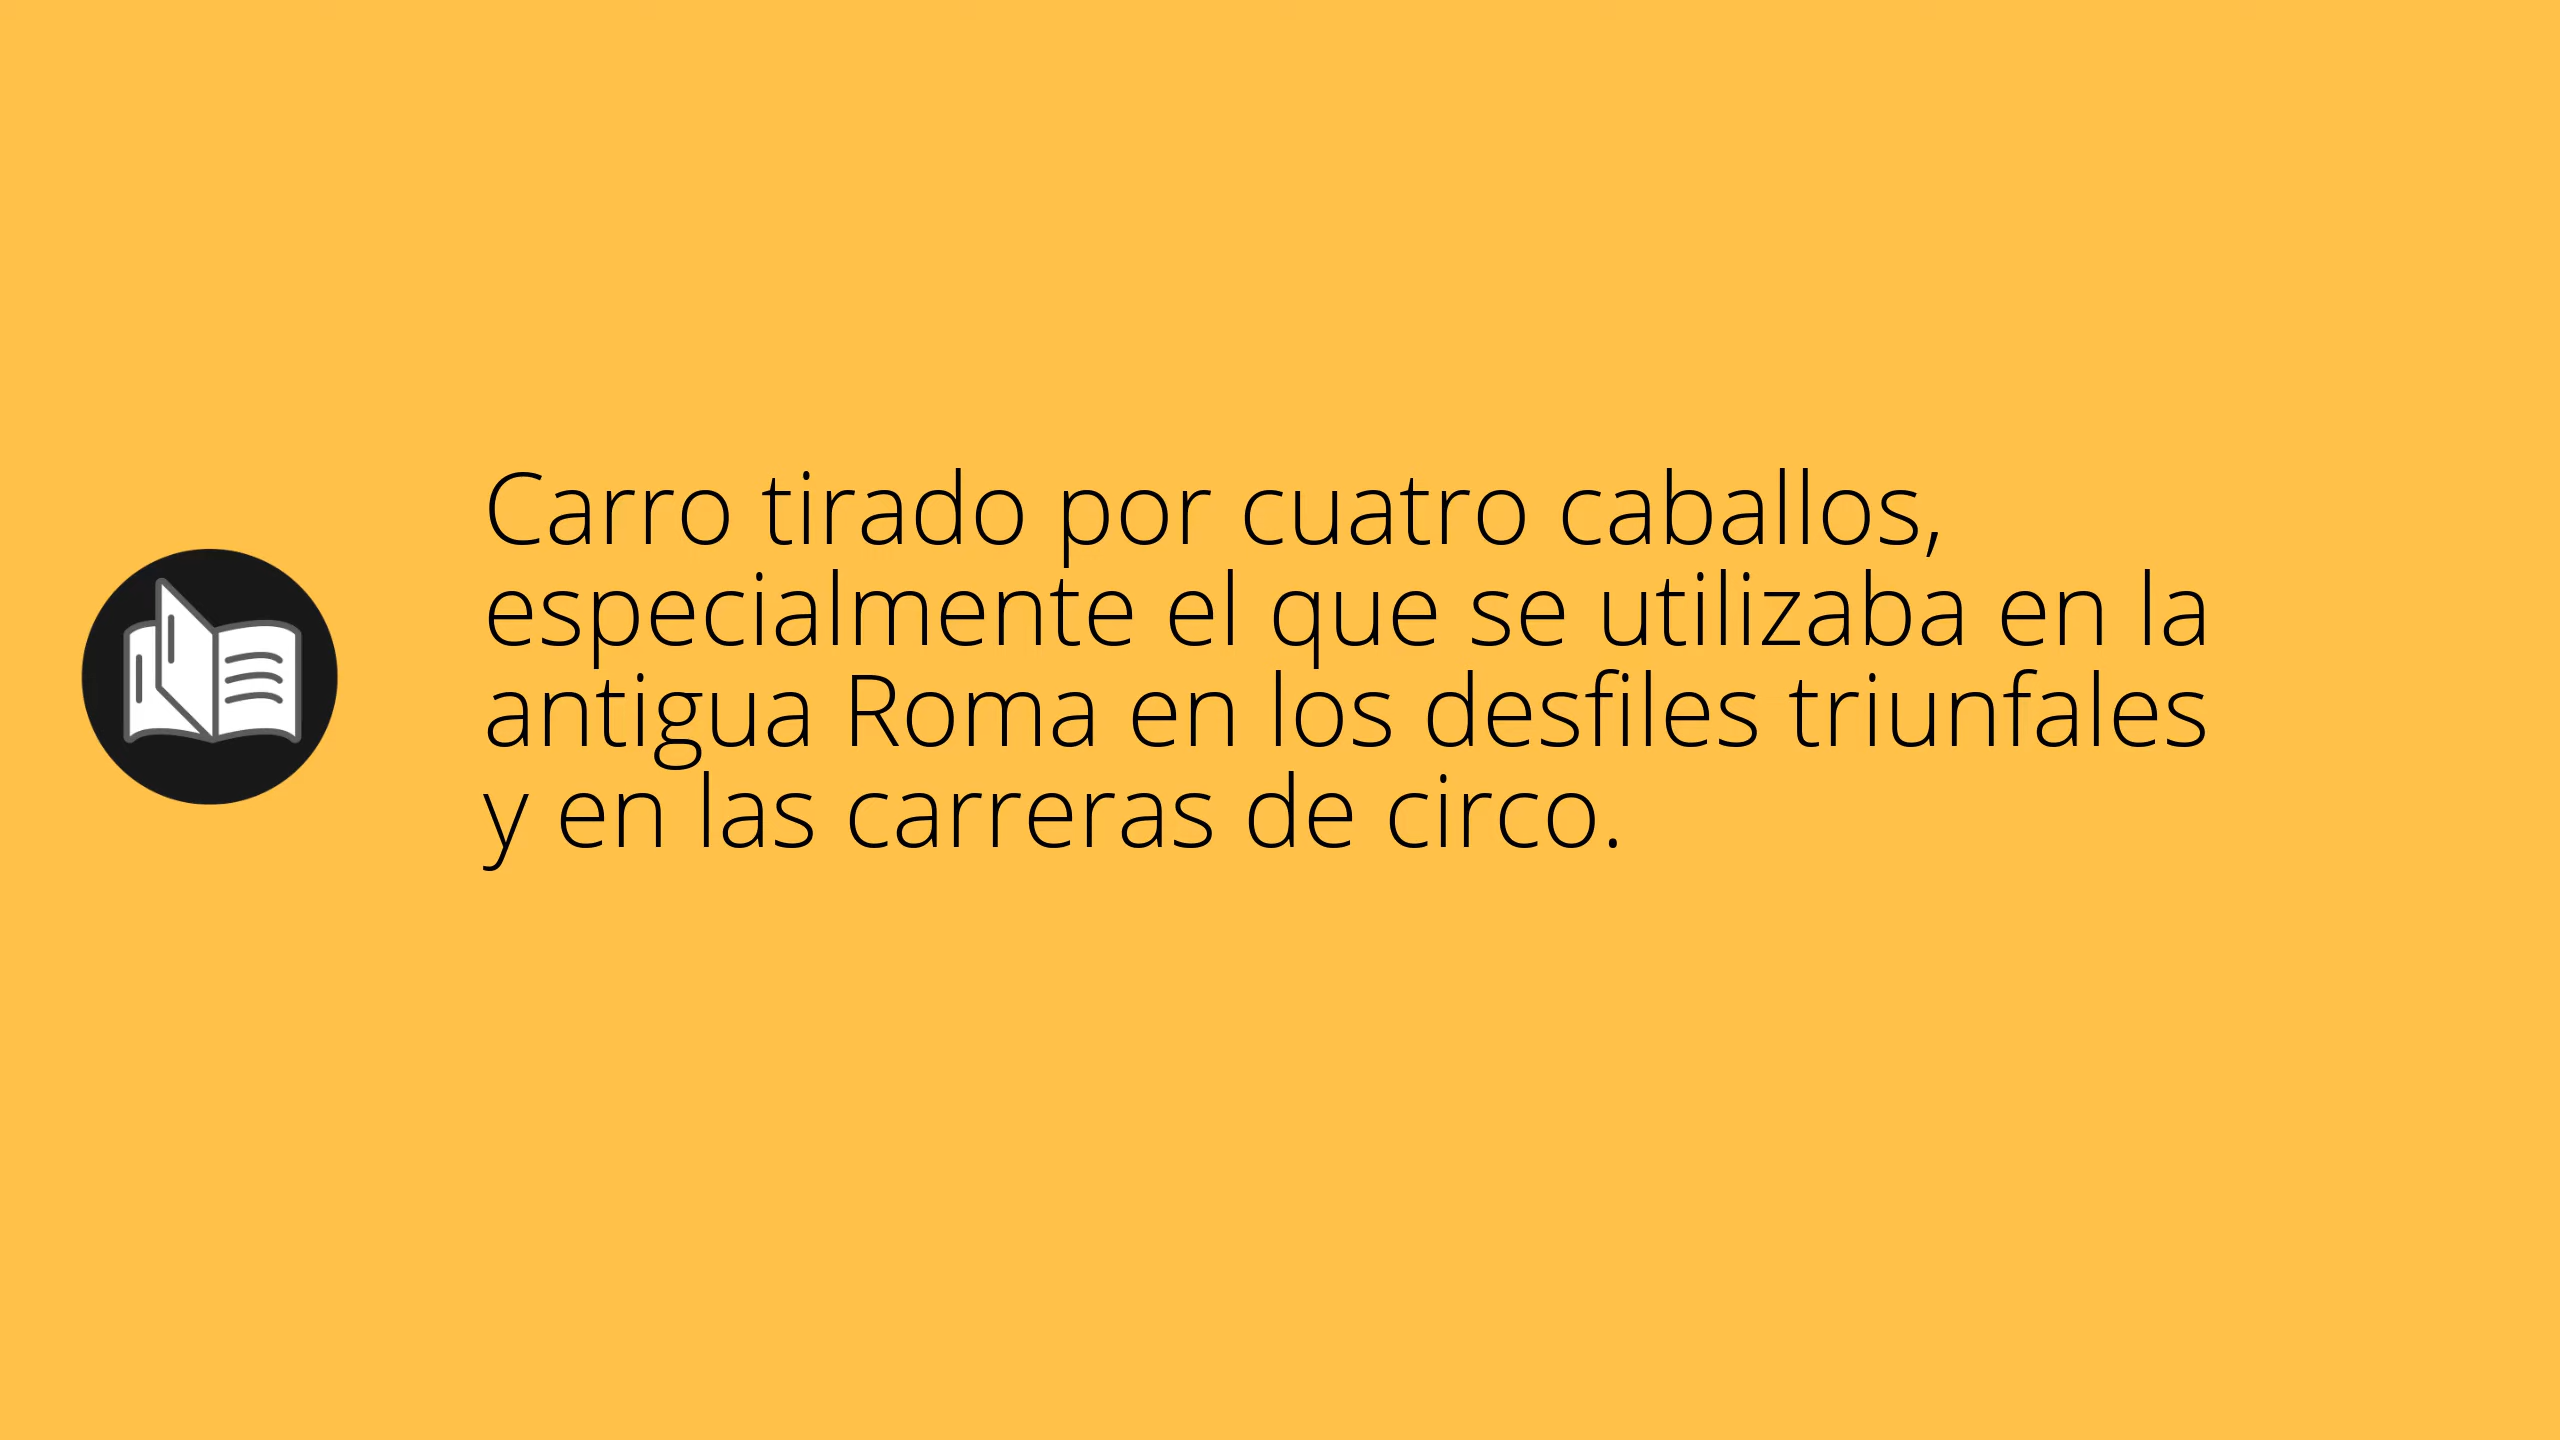 Carro tirado por cuatro caballos,
especialmente el que se utilizaba en la
antigua Roma en los desfiles triunfales
y en las carreras de circo.